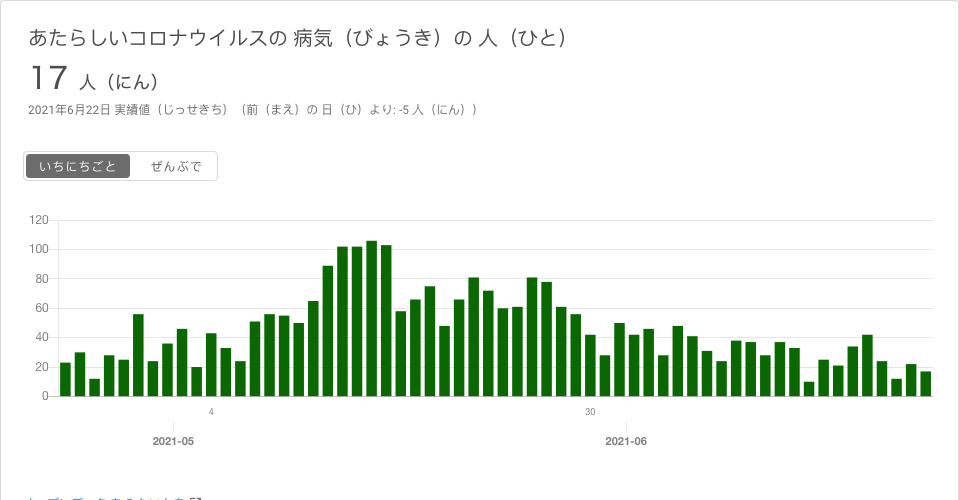 あたらしいコロナウイルスの 病気（びょうき）の 人（ひと）
17 人（にん）
2021年6月22日 実績値（じっせきち）（前（まえ）の 日（ひ）より: -5 人（にん））
いちにちごと ぜんぶで
120
100
80
60
40
20
0
4 30
2021-05 2021-06